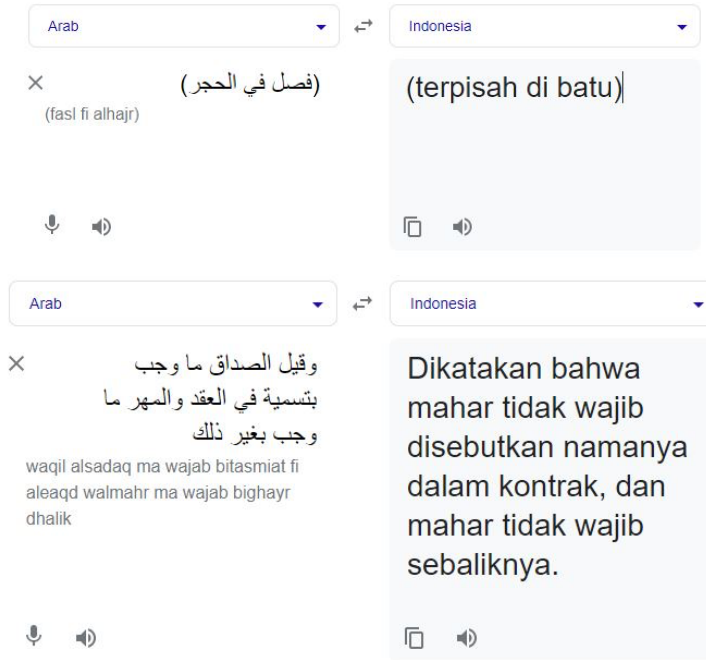 Arab
Indonesia
(فصل في الحجر)
(fasl fi alhajr)
(terpisah di batu)
Arab
Indonesia
وقيل الصداق ما وجب
بتسمية في العقد والمهر ما
وجب بغير ذلك
waqil alsadaq ma wajab bitasmiat fi
aleaqd walmahr ma wajab bighayr
dhalik
Dikatakan bahwa
mahar tidak wajib
disebutkan namanya
dalam kontrak, dan
mahar tidak wajib
sebaliknya.